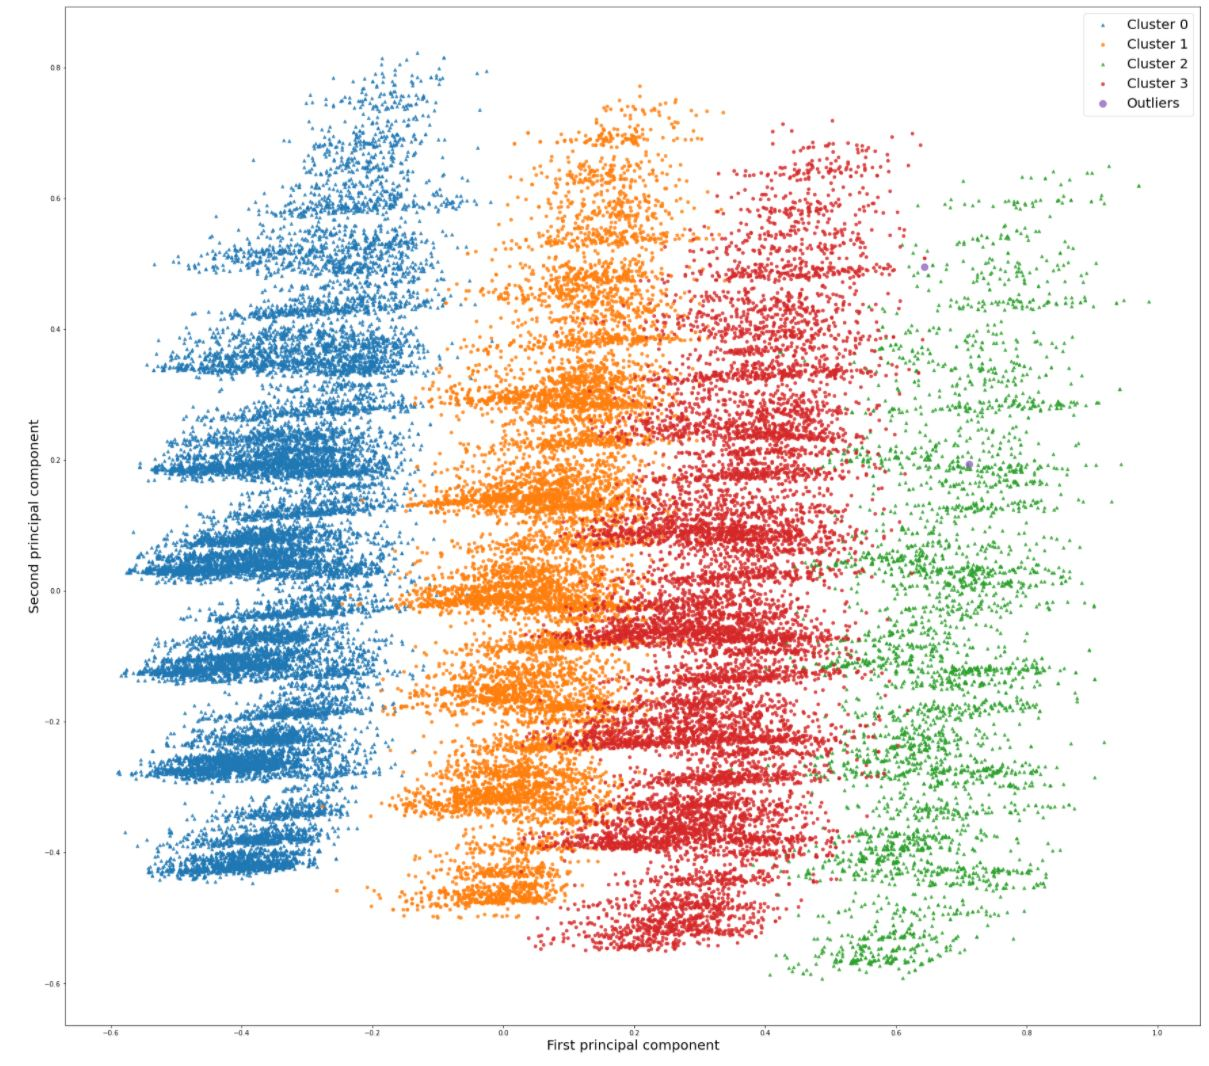 Cluster 0
Cluster 1
Cluster 2
Cluster 3
Outliers
0.8
0.6
0.4
0.2
0.0
−0.2
−0.4
−0.6
Second principal component
−0.6
−0.4
−0.2
0.0
0.2
0.4
0.6
0.8
1.0
First principal component